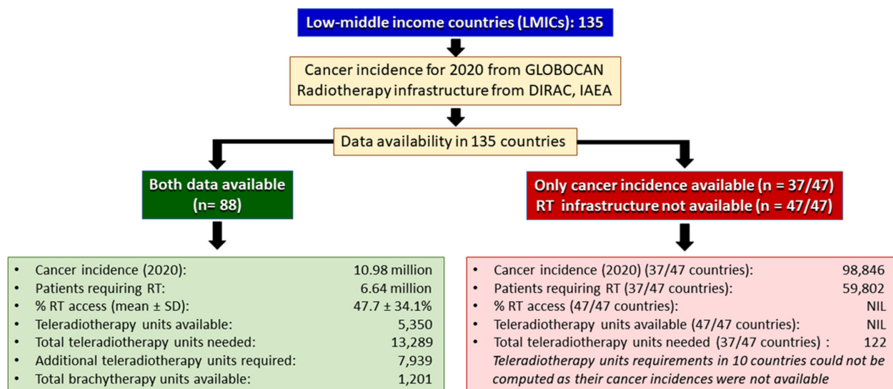 Low-middle income countries (LMICs): 135
Cancer incidence for 2020 from GLOBOCAN
Radiotherapy infrastructure from DIRAC, IAEA
Data availability in 135 countries
Both data available
(n= 88)
Only cancer incidence available (n = 37/47)
RT infrastructure not available (n = 47/47)
• Cancer incidence (2020): 10.98 million
• Patients requiring RT: 6.64 million
• % RT access (mean ± SD): 47.7 ± 34.1%
• Teleradiotherapy units available: 5,350
• Total teleradiotherapy units needed: 13,289
• Additional teleradiotherapy units required: 7,939
• Total brachytherapy units available: 1,201
• Cancer incidence (2020) (37/47 countries): 98,846
• Patients requiring RT (37/47 countries): 59,802
• % RT access (47/47 countries): NIL
• Teleradiotherapy units available (47/47 countries): NIL
• Total teleradiotherapy units needed (37/47 countries) : 122
Teleradiotherapy units requirements in 10 countries could not be
computed as their cancer incidences were not available